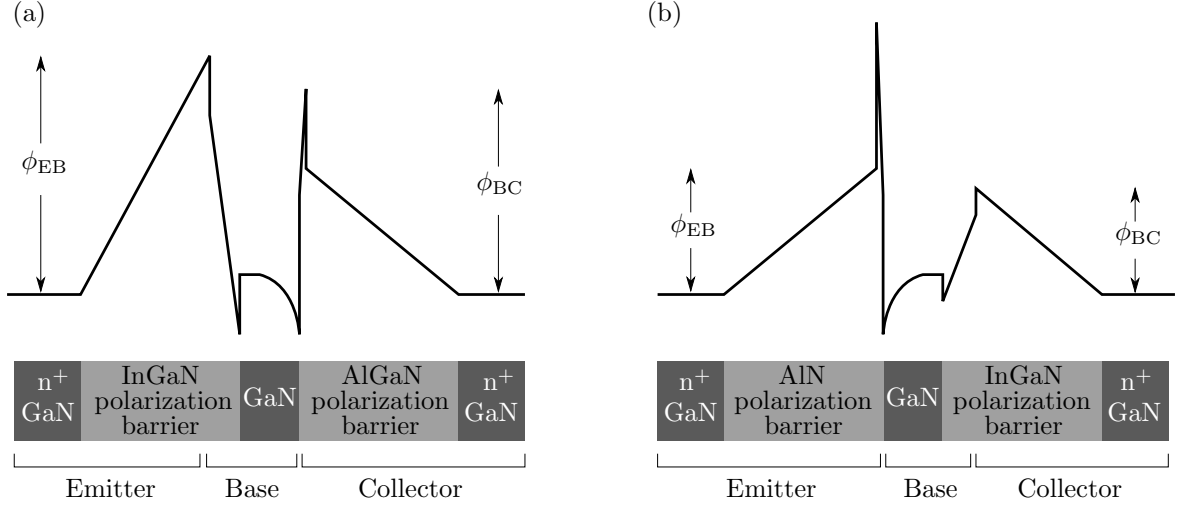 (a)
ϕEB
ϕBC
n+
GaN
InGaN
polarization
barrier
GaN
AlGaN
polarization
barrier
n+
GaN
Emitter
Base
Collector
(b)
ϕEB
ϕBC
n+
GaN
AlN
polarization
barrier
GaN
InGaN
polarization
barrier
n+
GaN
Emitter
Base
Collector